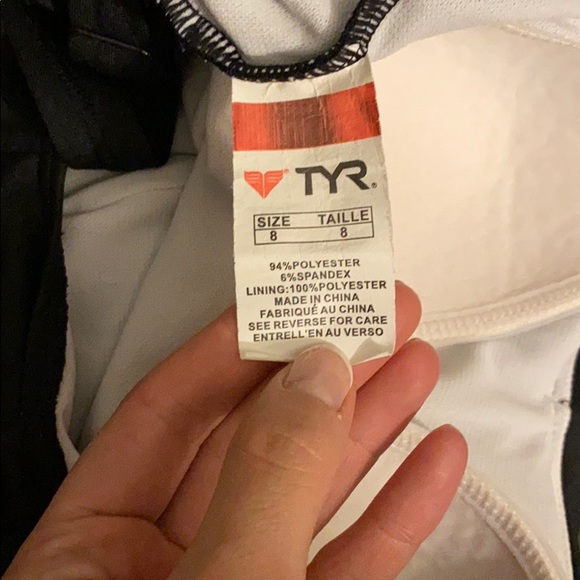 TYR®
SIZE TAILLE
8 8
94%POLYESTER
6%SPANDEX
LINING:100%POLYESTER
MADE IN CHINA
FABRIQUÉ AU CHINA
SEE REVERSE FOR CARE
ENTRELL'EN AU VERSO